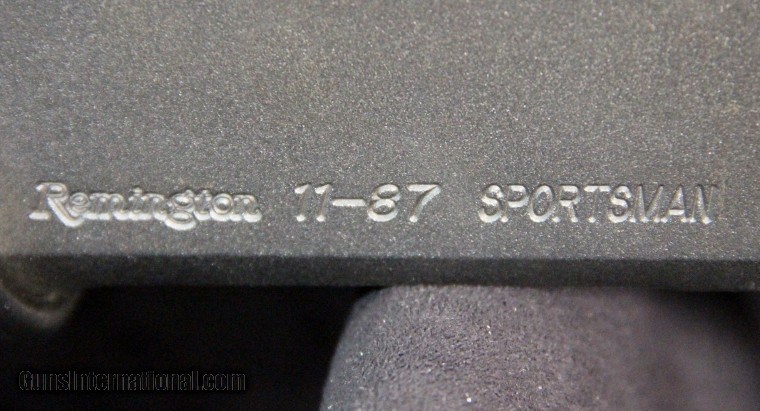 Remington 11-87 SPORTSMAN
GunsInternational.com